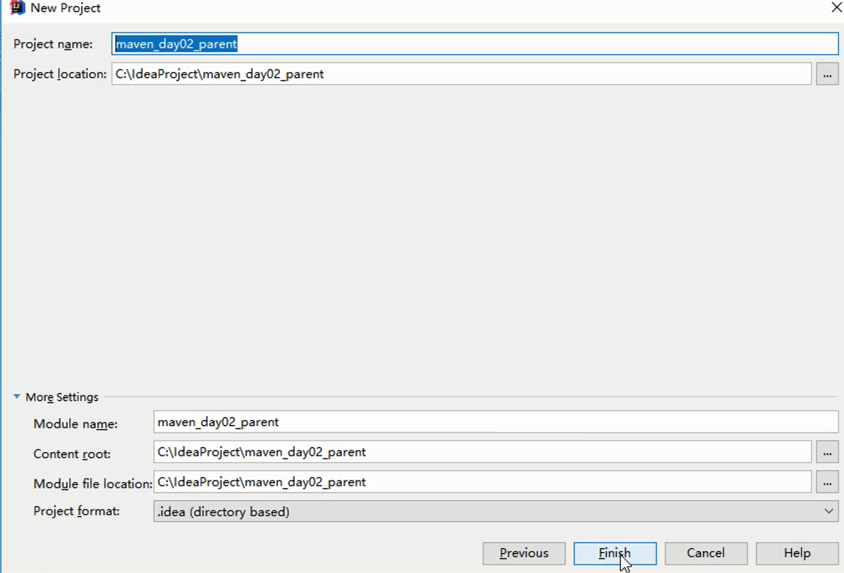 New Project
Project name: maven_day02_parent
Project location: C:\IdeaProject\maven_day02_parent ...
More Settings
Module name: maven_day02_parent
Content root: C:\IdeaProject\maven_day02_parent ...
Module file location: C:\IdeaProject\maven_day02_parent ...
Project format: .idea (directory based)
Previous Finish Cancel Help